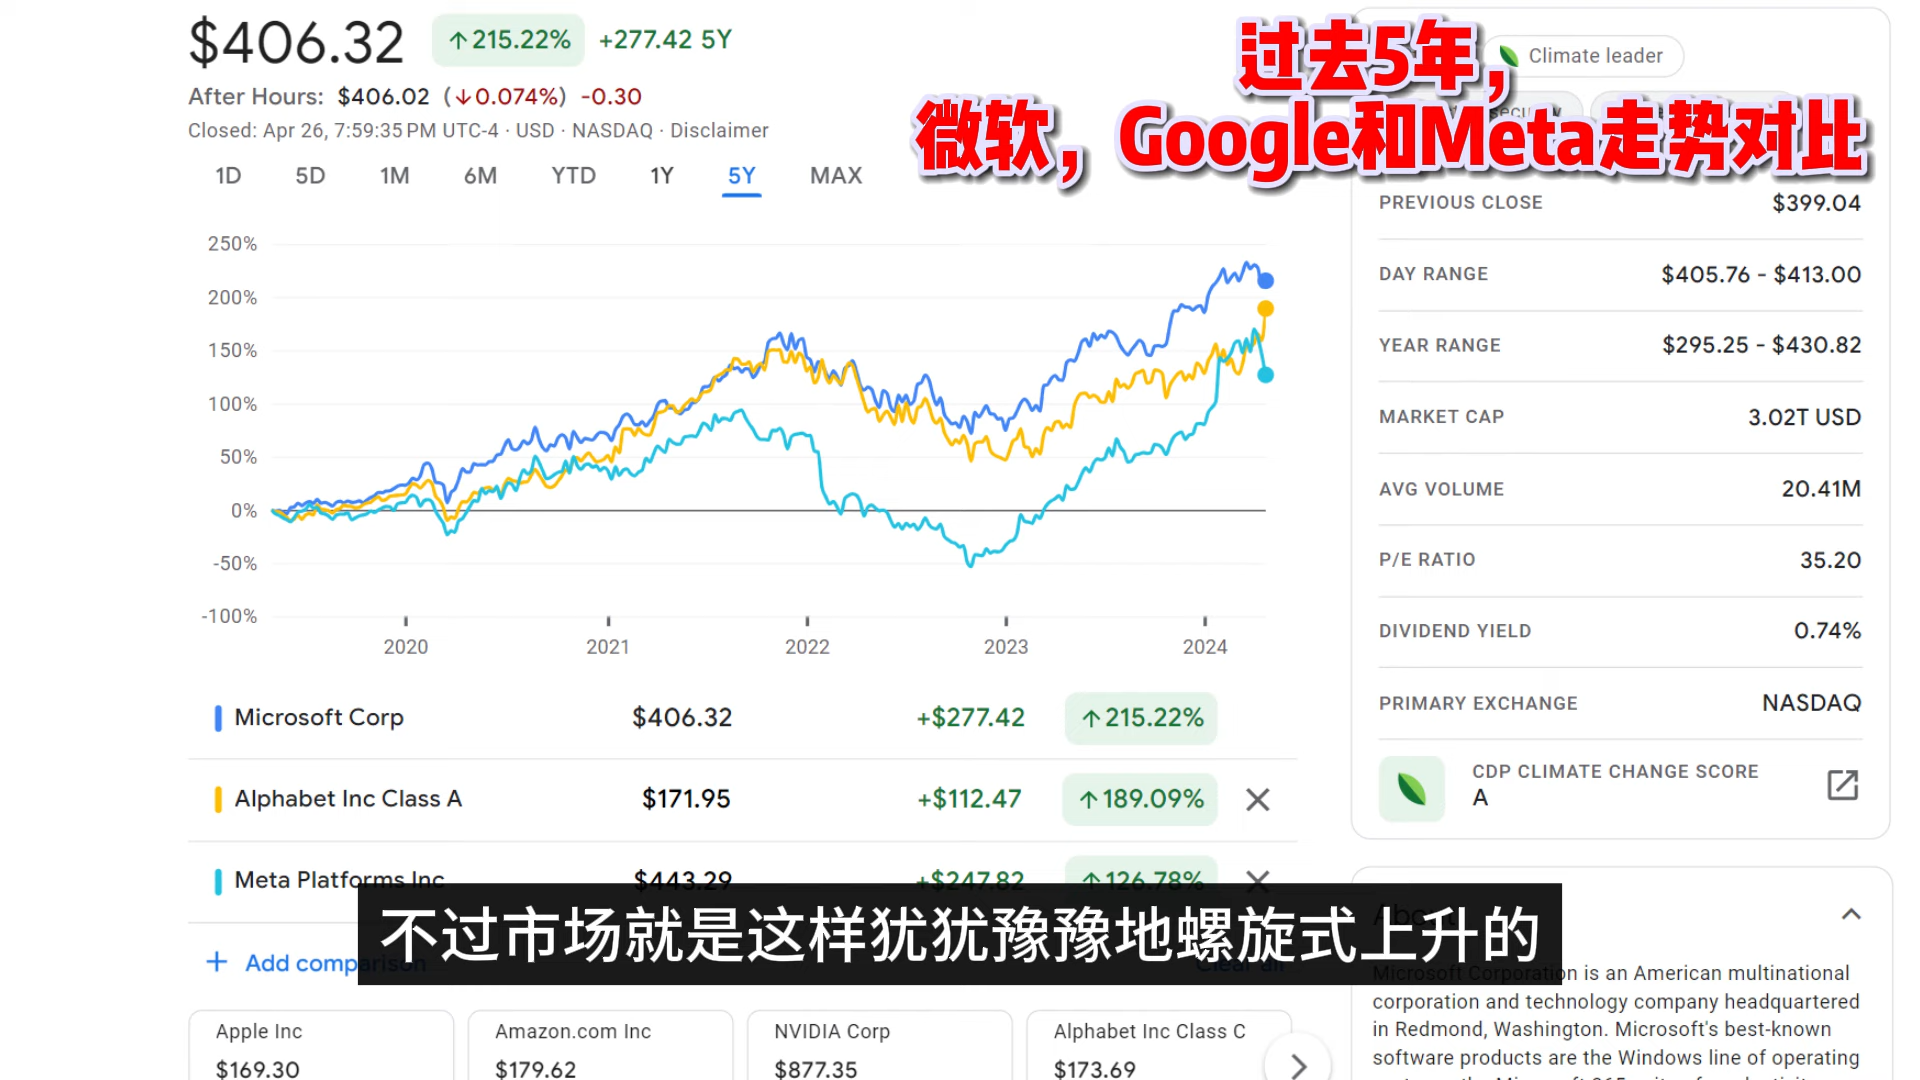 $406.32 ↑215.22% +277.42 5Y
After Hours: $406.02 (↓0.074%) -0.30
Closed: Apr 26, 7:59:35 PM UTC-4 · USD · NASDAQ · Disclaimer
1D 5D 1M 6M YTD 1Y 5Y MAX
过去5年，
微软，Google和Meta走势对比
Climate leader
250%
200%
150%
100%
50%
0%
-50%
-100%
2020 2021 2022 2023 2024
Microsoft Corp $406.32 +$277.42 ↑215.22%
Alphabet Inc Class A $171.95 +$112.47 ↑189.09%
Meta Platforms Inc $443.29 +$247.82 ↑126.78%
+ Add comparison
Clear all
不过市场就是这样犹犹豫豫地螺旋式上升的
Apple Inc
$169.30
Amazon.com Inc
$179.62
NVIDIA Corp
$877.35
Alphabet Inc Class C
$173.69
PREVIOUS CLOSE $399.04
DAY RANGE $405.76 - $413.00
YEAR RANGE $295.25 - $430.82
MARKET CAP 3.02T USD
AVG VOLUME 20.41M
P/E RATIO 35.20
DIVIDEND YIELD 0.74%
PRIMARY EXCHANGE NASDAQ
CDP CLIMATE CHANGE SCORE
A
About
Microsoft Corporation is an American multinational
corporation and technology company headquartered
in Redmond, Washington. Microsoft's best-known
software products are the Windows line of operating